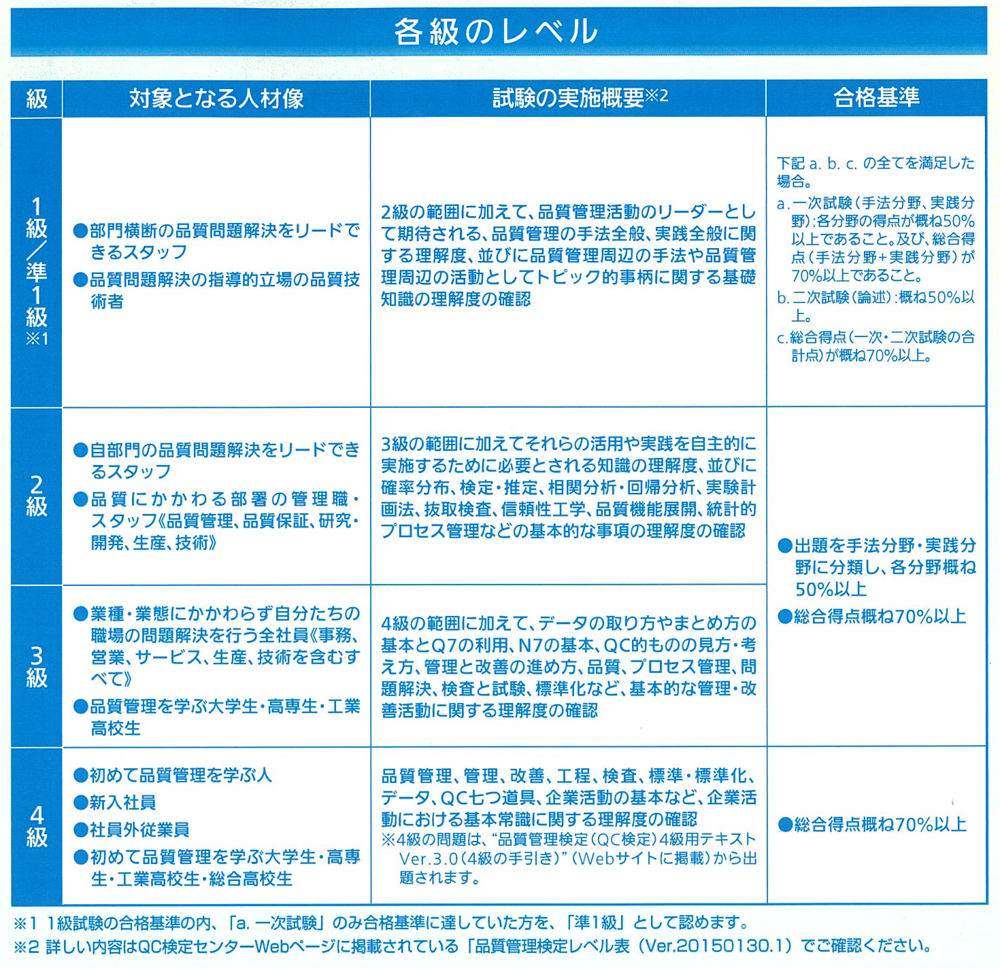 各級のレベル
級
対象となる人材像
試験の実施概要※2
合格基準
1級／準1級※1
●部門横断の品質問題解決をリードで
きるスタッフ
●品質問題解決の指導的立場の品質技
術者
2級の範囲に加えて、品質管理活動のリーダーとし
て期待される、品質管理の手法全般、実践全般に関
する理解度、並びに品質管理周辺の手法や品質管
理周辺の活動としてトピック的事柄に関する基礎
知識の理解度の確認
下記 a. b. c. の全てを満足した
場合。
a.一次試験（手法分野、実践分
野）:各分野の得点が概ね50%
以上であること。及び、総合得
点（手法分野+実践分野）が
70%以上であること。
b.二次試験（論述）:概ね50%以
上。
c.総合得点（一次・二次試験の合
計点）が概ね70%以上。
2級
●自部門の品質問題解決をリードでき
るスタッフ
●品質にかかわる部署の管理職・
スタッフ《品質管理、品質保証、研究・
開発、生産、技術》
3級の範囲に加えてそれらの活用や実践を自主的に
実施するために必要とされる知識の理解度、並びに
確率分布、検定・推定、相関分析・回帰分析、実験計
画法、抜取検査、信頼性工学、品質機能展開、統計的
プロセス管理などの基本的な事項の理解度の確認
●出題を手法分野・実践分
野に分類し、各分野概ね
50%以上
●総合得点概ね70%以上
3級
●業種・業態にかかわらず自分たちの
職場の問題解決を行う全社員《事務、
営業、サービス、生産、技術を含むす
べて》
●品質管理を学ぶ大学生・高専生・工業
高校生
4級の範囲に加えて、データの取り方やまとめ方の
基本とQ7の利用、N7の基本、QC的ものの見方・考
え方、管理と改善の進め方、品質、プロセス管理、問
題解決、検査と試験、標準化など、基本的な管理・改
善活動に関する理解度の確認
4級
●初めて品質管理を学ぶ人
●新入社員
●社員外従業員
●初めて品質管理を学ぶ大学生・高専
生・工業高校生・総合高校生
品質管理、管理、改善、工程、検査、標準・標準化、
データ、QC七つ道具、企業活動の基本など、企業活
動における基本常識に関する理解度の確認
※4級の問題は、“品質管理検定（QC検定）4級用テキスト
Ver.3.0（4級の手引き）”（Webサイトに掲載）から出
題されます。
●総合得点概ね70%以上
※1 1級試験の合格基準の内、「a. 一次試験」のみ合格基準に達していた方を、「準1級」として認めます。
※2 詳しい内容はQC検定センターWebページに掲載されている「品質管理検定レベル表（Ver.20150130.1）でご確認ください。